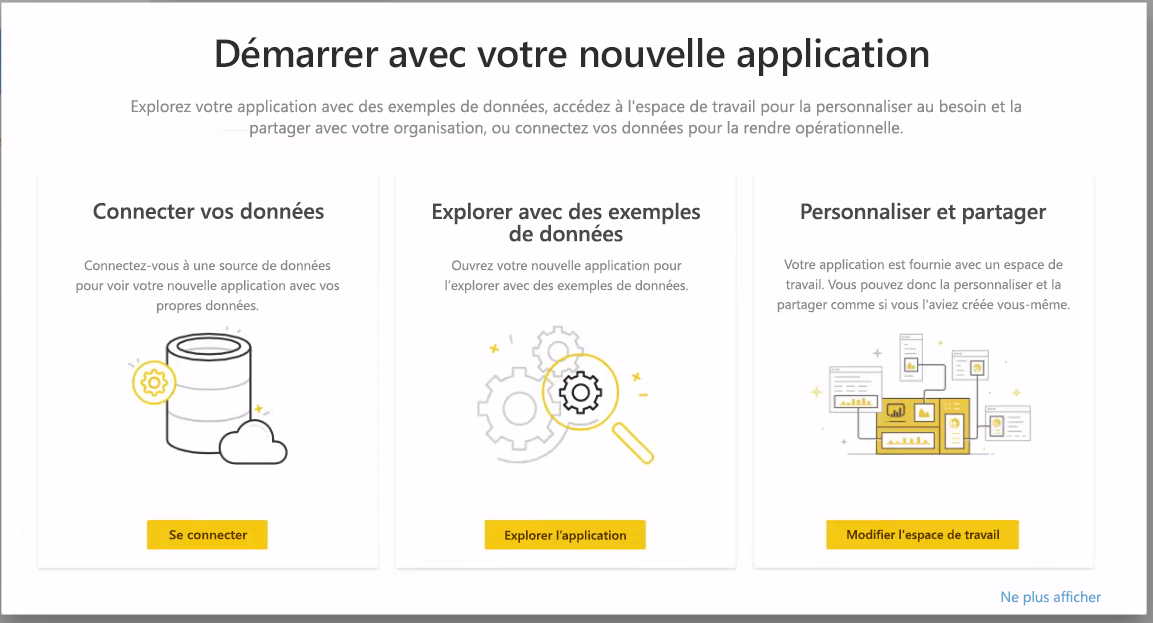 Démarrer avec votre nouvelle application
Explorez votre application avec des exemples de données, accédez à l'espace de travail pour la personnaliser au besoin et la
partager avec votre organisation, ou connectez vos données pour la rendre opérationnelle.
Connecter vos données
Connectez-vous à une source de données
pour voir votre nouvelle application avec vos
propres données.
Se connecter
Explorer avec des exemples
de données
Ouvrez votre nouvelle application pour
l'explorer avec des exemples de données.
Explorer l'application
Personnaliser et partager
Votre application est fournie avec un espace de
travail. Vous pouvez donc la personnaliser et la
partager comme si vous l'aviez créée vous-même.
Modifier l'espace de travail
Ne plus afficher